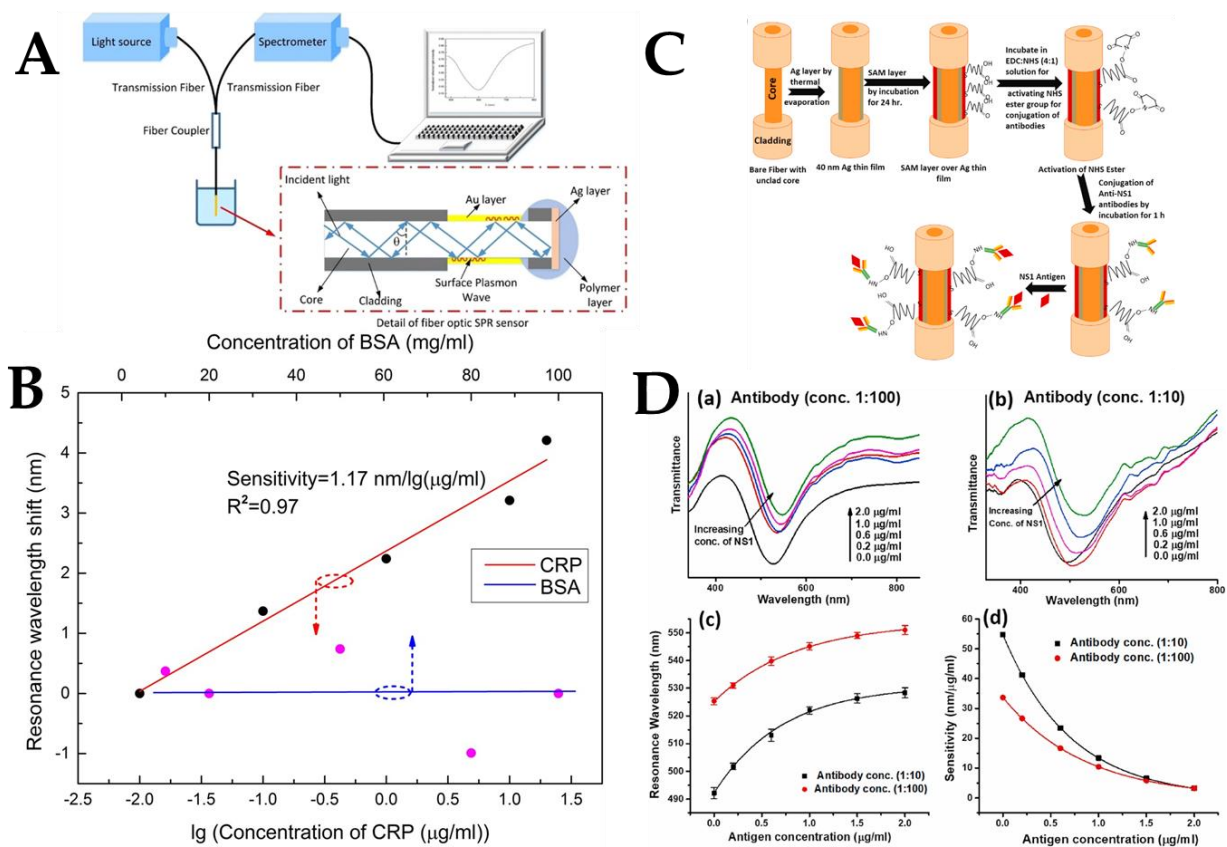 A
Light source
Spectrometer
Transmission Fiber
Transmission Fiber
Fiber Coupler
Incident light
Au layer
Ag layer
θ
Core
Cladding
Surface Plasmon
Wave
Polymer
layer
Detail of fiber optic SPR sensor
B
Concentration of BSA (mg/ml)
0 20 40 60 80 100
Resonance wavelength shift (nm)
5
4
3
2
1
0
-1
Sensitivity=1.17 nm/lg(μg/ml)
R²=0.97
CRP
BSA
-2.5 -2.0 -1.5 -1.0 -0.5 0.0 0.5 1.0 1.5
lg (Concentration of CRP (μg/ml))
C
Core
Cladding
Bare Fiber with
unclad core
Ag layer by
thermal
evaporation
40 nm Ag thin film
SAM layer
by incubation
for 24 hr.
OH
OH
OH
SAM layer over Ag thin
film
Incubate in
EDC:NHS (4:1)
solution for
activating NHS
ester group for
conjugation of
antibodies
Activation of NHS Ester
Conjugation of
Anti-NS1
antibodies by
incubation for 1 h
NS1 Antigen
D
(a) Antibody (conc. 1:100)
Transmittance
Increasing
conc. of NS1
2.0 μg/ml
1.0 μg/ml
0.6 μg/ml
0.2 μg/ml
0.0 μg/ml
400 500 600 700 800
Wavelength (nm)
(b) Antibody (conc. 1:10)
Transmittance
Increasing
Conc. of NS1
2.0 μg/ml
1.0 μg/ml
0.6 μg/ml
0.2 μg/ml
0.0 μg/ml
400 500 600 700 800
Wavelength (nm)
(c)
Resonance Wavelength (nm)
550
540
530
520
510
500
490
Antibody conc. (1:10)
Antibody conc. (1:100)
0.0 0.5 1.0 1.5 2.0
Antigen concentration (μg/ml)
(d)
Sensitivity (nm/μg/ml)
60
50
40
30
20
10
0
Antibody conc. (1:10)
Antibody conc. (1:100)
0.0 0.5 1.0 1.5 2.0
Antigen concentration (μg/ml)